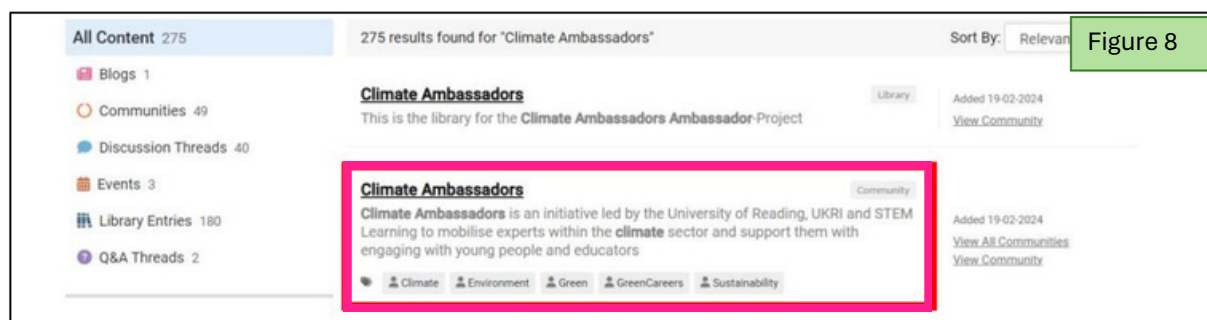 All Content 275
Blogs 1
Communities 49
Discussion Threads 40
Events 3
Library Entries 180
Q&A Threads 2
275 results found for "Climate Ambassadors"
Sort By: Relevan
Figure 8
Climate Ambassadors
Library
This is the library for the Climate Ambassadors Ambassador-Project
Added 19-02-2024
View Community
Climate Ambassadors
Community
Climate Ambassadors is an initiative led by the University of Reading, UKRI and STEM
Learning to mobilise experts within the climate sector and support them with
engaging with young people and educators
Climate Environment Green GreenCareers Sustainability
Added 19-02-2024
View All Communities
View Community